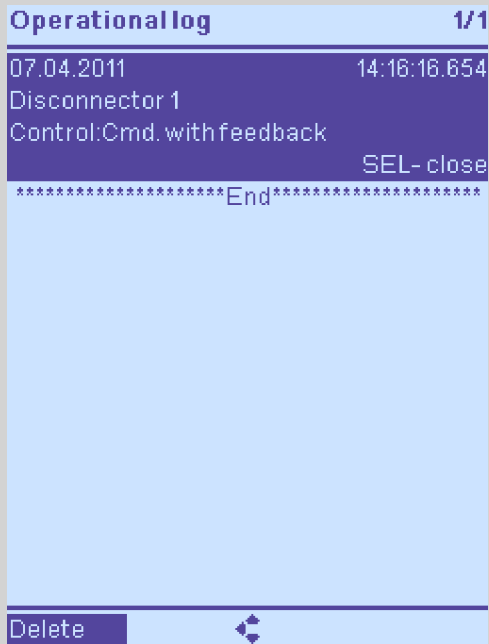 Operational log 1/1
07.04.2011 14:16:16.654
Disconnector 1
Control:Cmd. with feedback
SEL-close
*********************End*********************
Delete